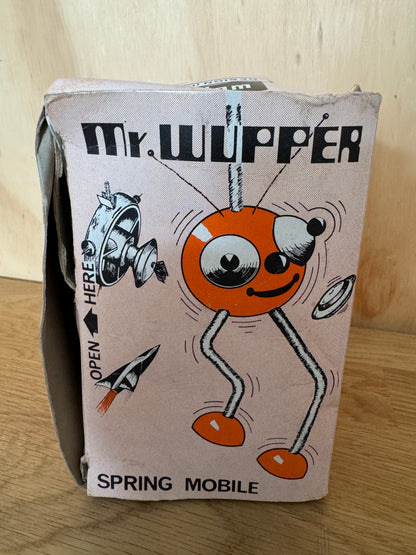 Mr. WUPPER
OPEN HERE
SPRING MOBILE